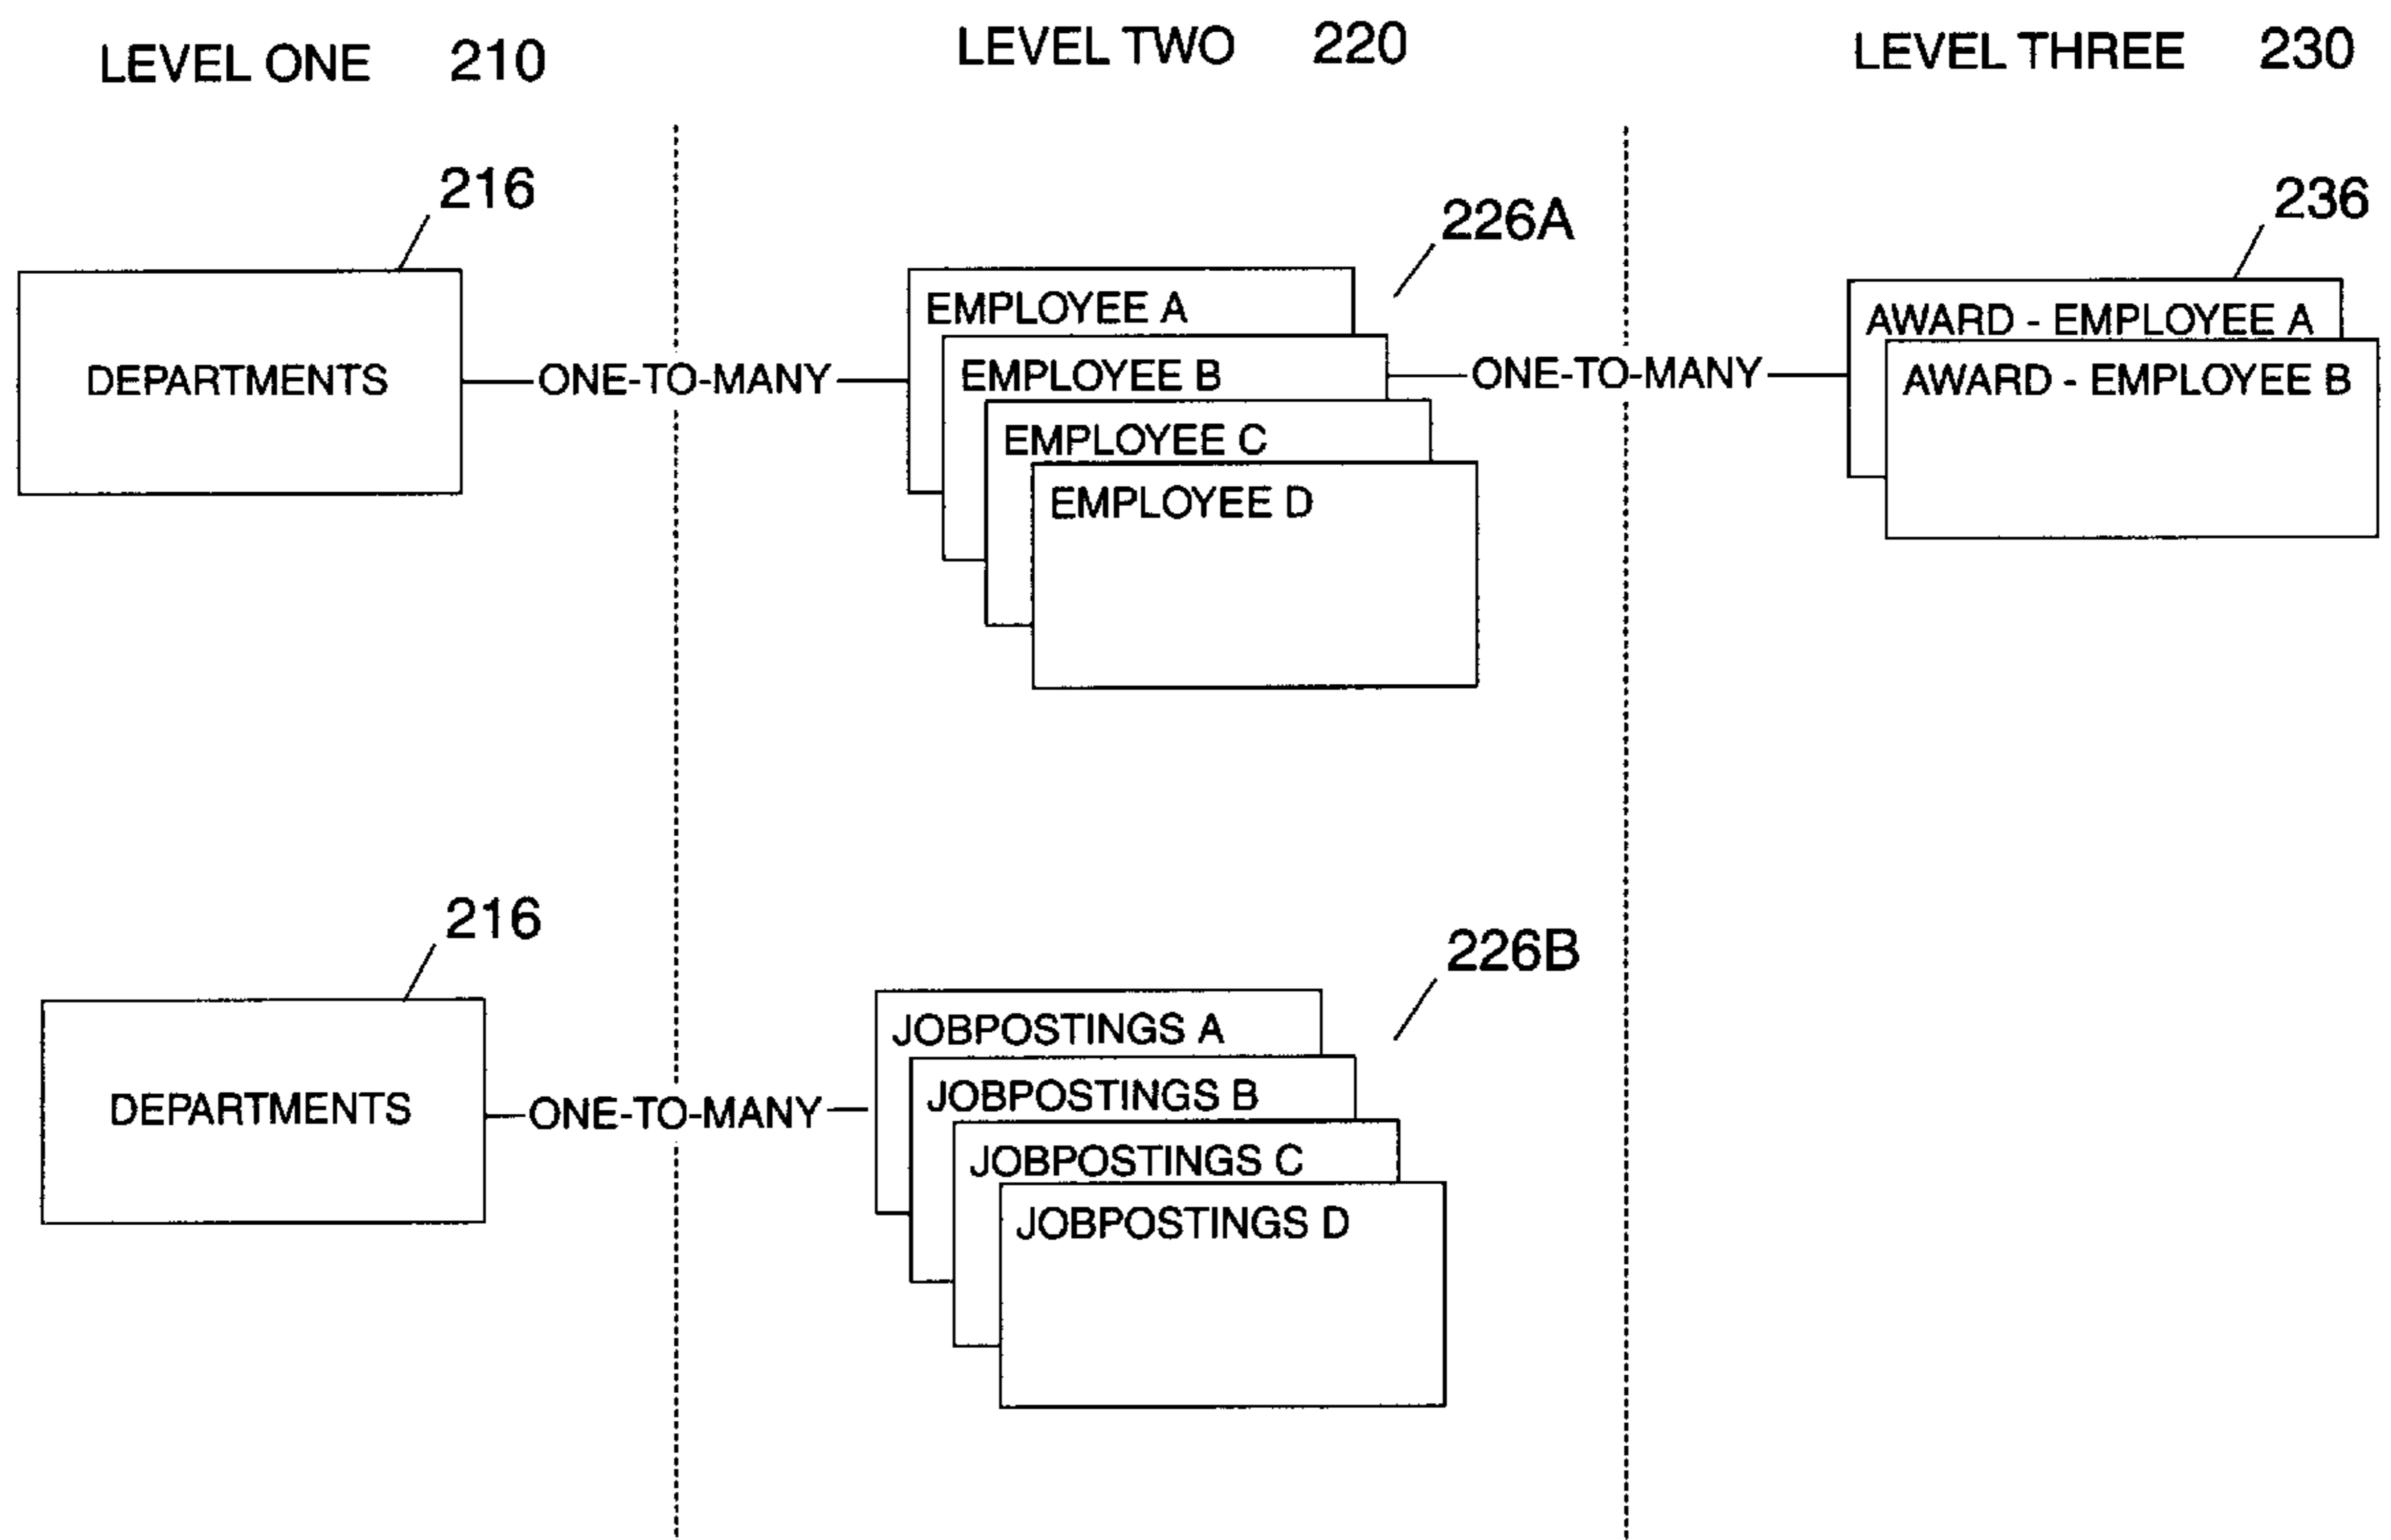 LEVEL ONE 210
LEVEL TWO 220
LEVEL THREE 230
216
226A
236
DEPARTMENTS
ONE-TO-MANY
EMPLOYEE A
EMPLOYEE B
EMPLOYEE C
EMPLOYEE D
ONE-TO-MANY
AWARD - EMPLOYEE A
AWARD - EMPLOYEE B
216
226B
DEPARTMENTS
ONE-TO-MANY
JOBPOSTINGS A
JOBPOSTINGS B
JOBPOSTINGS C
JOBPOSTINGS D